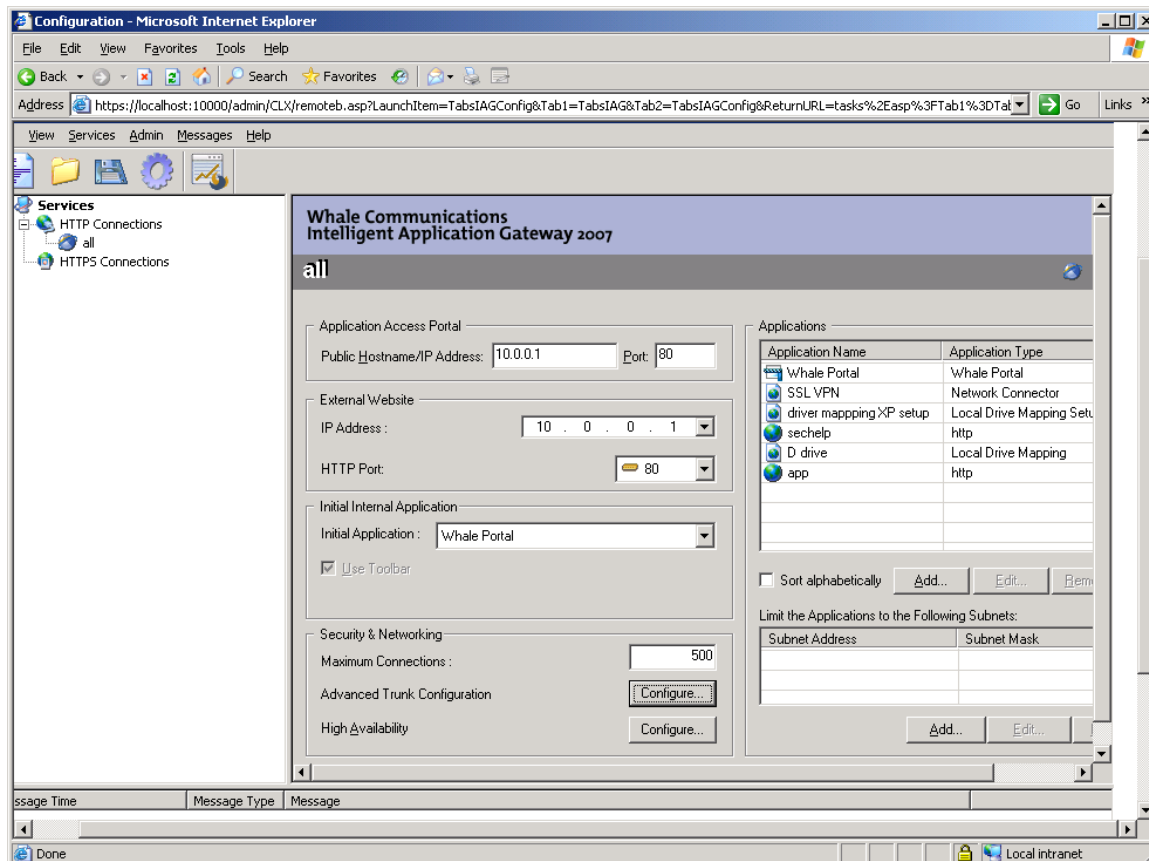 Configuration - Microsoft Internet Explorer
File Edit View Favorites Tools Help
Back Search Favorites
Address https://localhost:10000/admin/CLX/remoteb.asp?LaunchItem=TabsIAGConfig&Tab1=TabsIAG&Tab2=TabsIAGConfig&ReturnURL=tasks%2Easp%3FTab1%3DTab Go Links »
View Services Admin Messages Help
Services
HTTP Connections
all
HTTPS Connections
Whale Communications
Intelligent Application Gateway 2007
all
Application Access Portal
Public Hostname/IP Address: 10.0.0.1 Port: 80
External Website
IP Address : 10 . 0 . 0 . 1
HTTP Port: 80
Initial Internal Application
Initial Application : Whale Portal
Use Toolbar
Security & Networking
Maximum Connections : 500
Advanced Trunk Configuration Configure...
High Availability Configure...
Applications
Application Name Application Type
Whale Portal Whale Portal
SSL VPN Network Connector
driver mappping XP setup Local Drive Mapping Setu
sechelp http
D drive Local Drive Mapping
app http
Sort alphabetically Add... Edit... Rem
Limit the Applications to the Following Subnets:
Subnet Address Subnet Mask
Add... Edit...
ssage Time Message Type Message
Done Local intranet